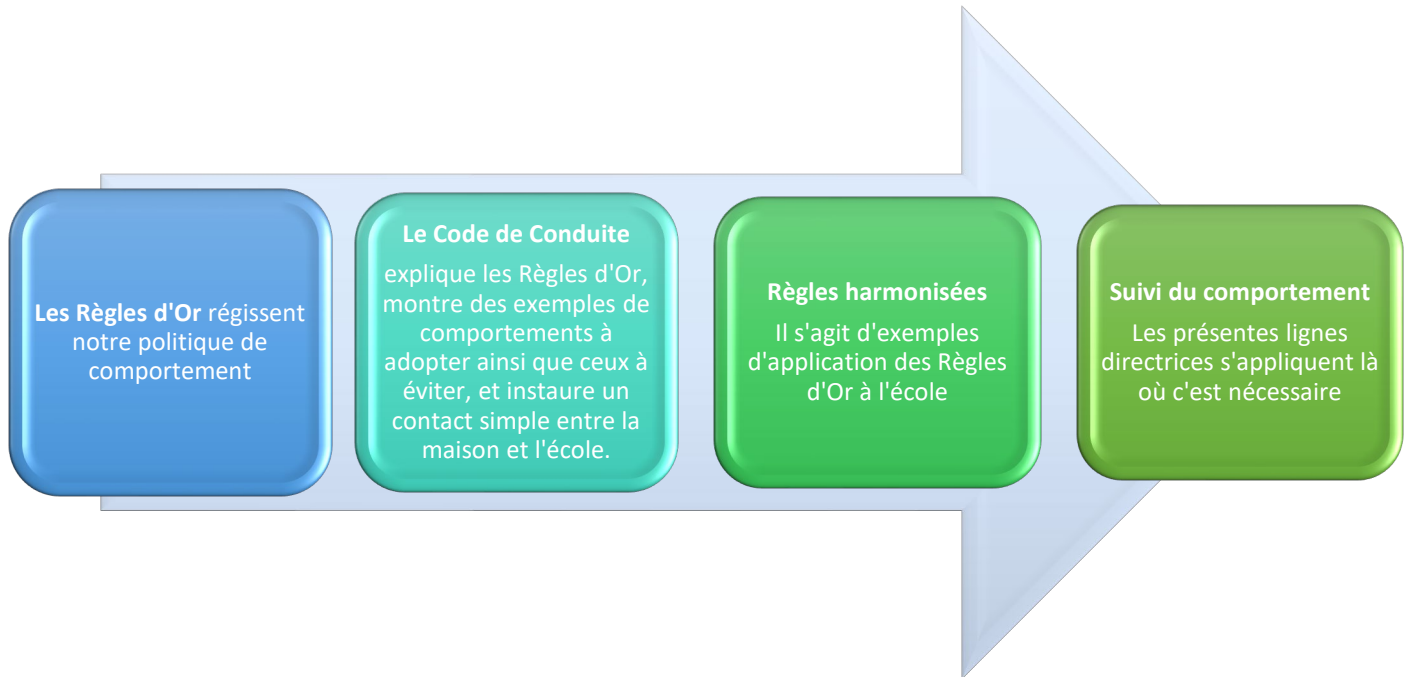 Les Règles d'Or régissent
notre politique de
comportement
Le Code de Conduite
explique les Règles d'Or,
montre des exemples de
comportements à
adopter ainsi que ceux à
éviter, et instaure un
contact simple entre la
maison et l'école.
Règles harmonisées
Il s'agit d'exemples
d'application des Règles
d'Or à l'école
Suivi du comportement
Les présentes lignes
directrices s'appliquent là
où c'est nécessaire